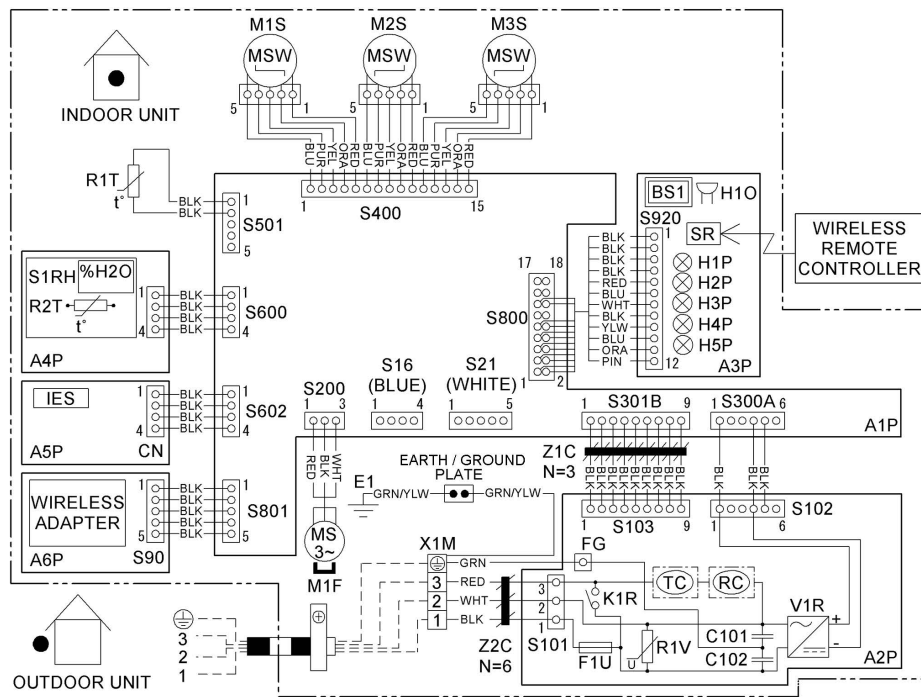 M1S M2S M3S
MSW MSW MSW
5 1 5 1 5 1
INDOOR UNIT
BLU PUR YEL ORA RED BLU PUR YEL ORA RED BLU PUR YEL ORA RED
1 S400 15
R1T
t°
BLK 1
BLK
S501
5
BS1 H1O
S920
1
SR
WIRELESS
REMOTE
CONTROLLER
BLK
BLK
BLK
BLK
RED
BLU
WHT
BLK
YLW
BLU
ORA
PIN 12
H1P
H2P
H3P
H4P
H5P
A3P
17 18
S800
1 2
S1RH %H2O
R2T
t°
A4P
1 BLK 1
BLK
BLK
4 BLK 4
S600
IES
A5P CN
1 BLK 1
BLK
BLK
4 BLK 4
S602
WIRELESS
ADAPTER
A6P S90
1 BLK 1
BLK
BLK
BLK
5 BLK 5
S801
S200
1 3
RED BLK WHT
MS
3~
M1F
S16
(BLUE)
1 4
S21
(WHITE)
1 5
1 S301B 9
1 S300A 6
A1P
Z1C
N=3
BLK BLK BLK BLK BLK BLK BLK BLK BLK
BLK BLK BLK BLK
BLK BLK BLK
1 S103 9
1 6 S102
EARTH / GROUND
PLATE
E1 GRN/YLW GRN/YLW
X1M
GRN
3 RED
2 WHT
1 BLK
Z2C
N=6
FG
3
2
1
S101
K1R
TC RC
F1U
R1V
U
C101
C102
V1R
+
-
A2P
3
2
1
OUTDOOR UNIT